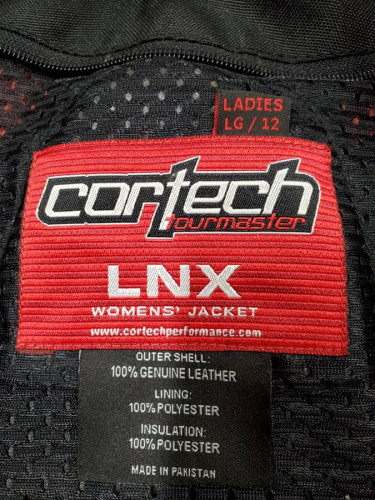 LADIES
LG / 12
cortech
tourmaster
LNX
WOMENS' JACKET
www.cortechperformance.com
OUTER SHELL:
100% GENUINE LEATHER
LINING:
100% POLYESTER
INSULATION:
100% POLYESTER
MADE IN PAKISTAN